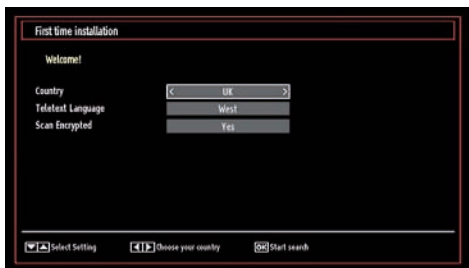 First time installation
Welcome!
Country < UK >
Teletext Language West
Scan Encrypted Yes
Select Setting Choose your country OK Start search